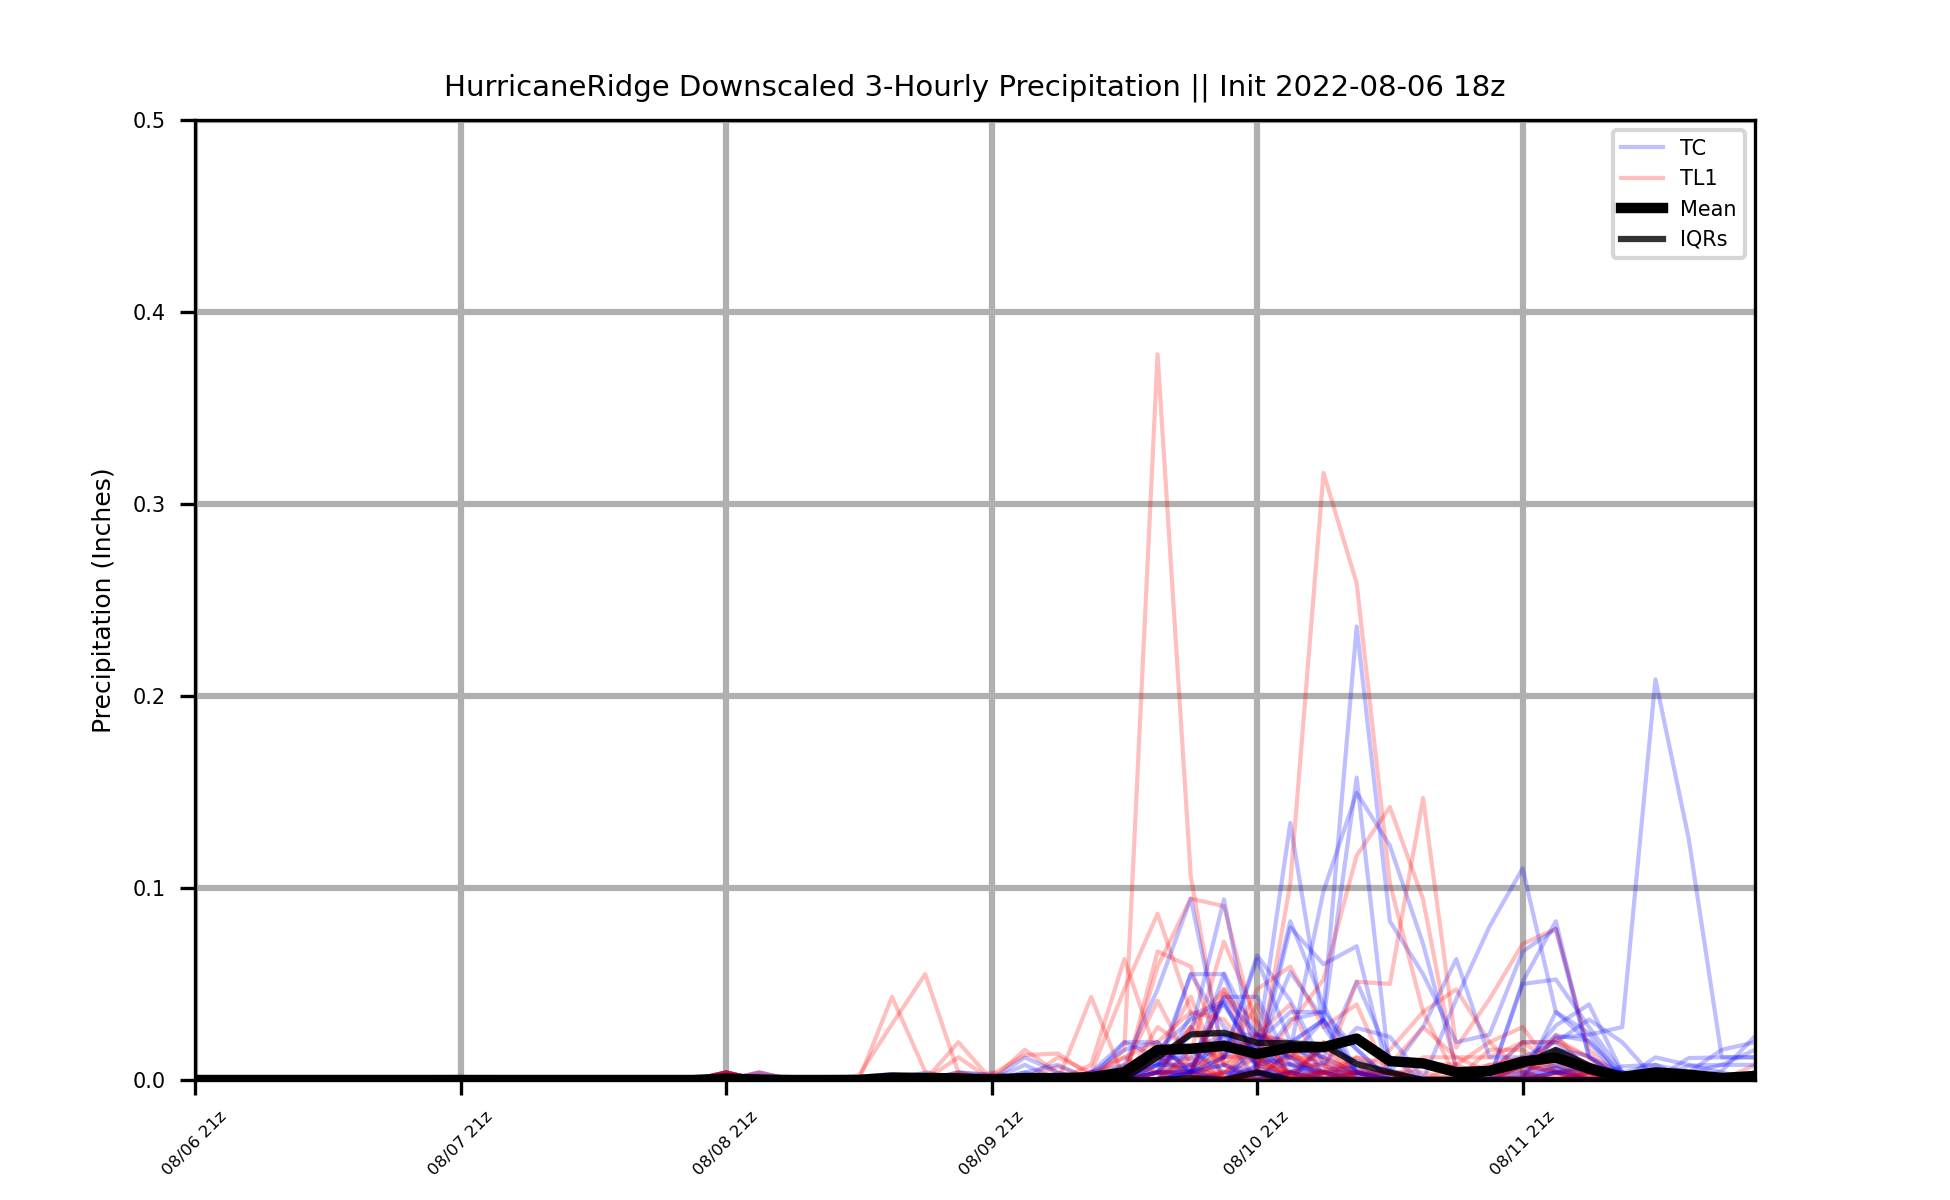 HurricaneRidge Downscaled 3-Hourly Precipitation || Init 2022-08-06 18z
Precipitation (Inches)
0.5
0.4
0.3
0.2
0.1
0.0
TC
TL1
Mean
IQRs
08/06 21z
08/07 21z
08/08 21z
08/09 21z
08/10 21z
08/11 21z